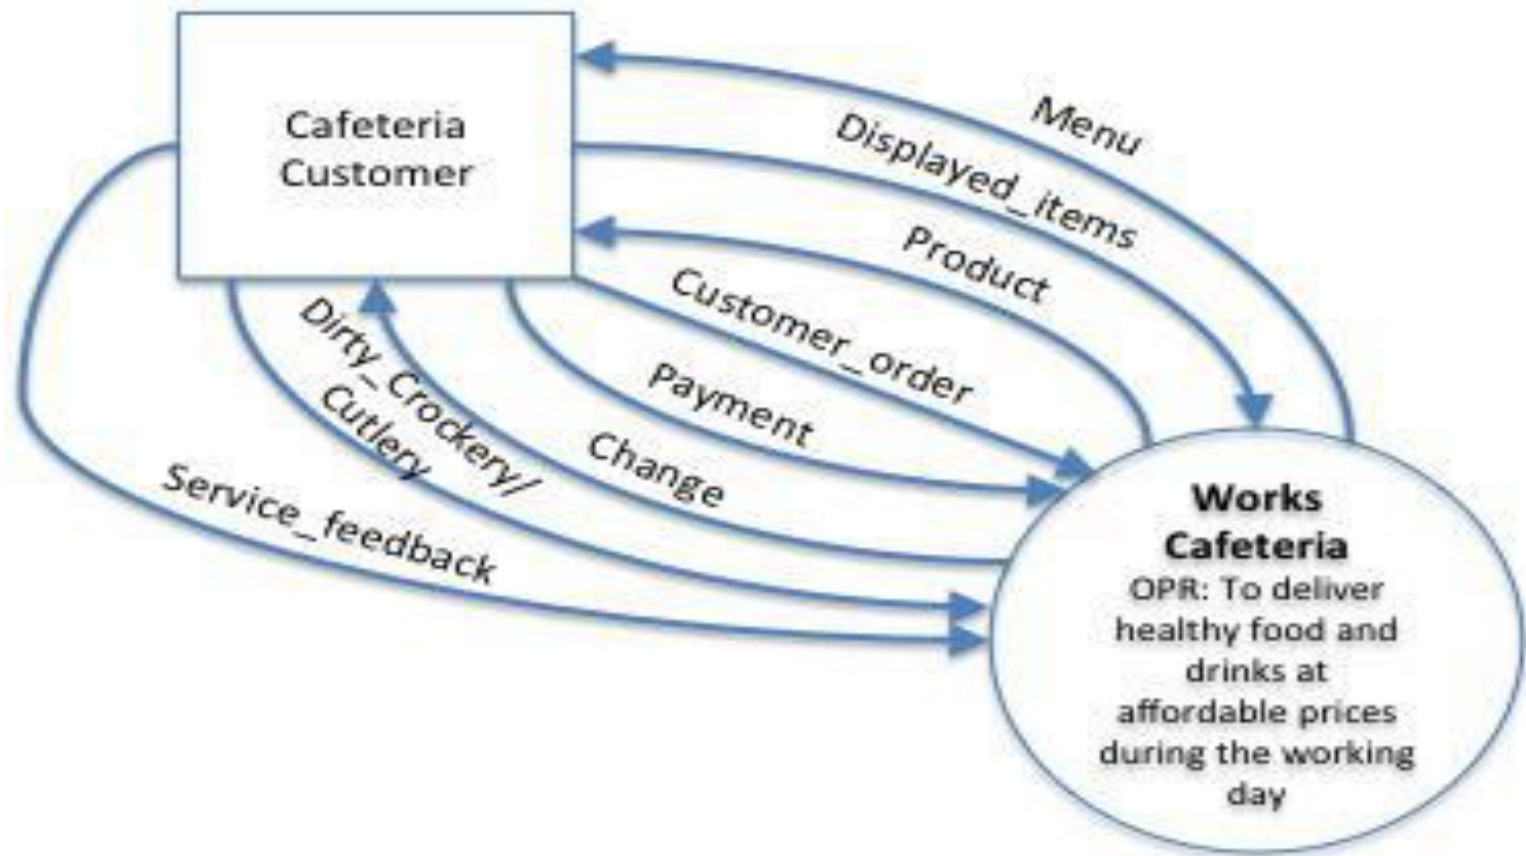 Cafeteria
Customer
Menu
Displayed_items
Product
Customer_order
Payment
Change
Dirty_Crockery/
Cutlery
Service_feedback
Works
Cafeteria
OPR: To deliver
healthy food and
drinks at
affordable prices
during the working
day